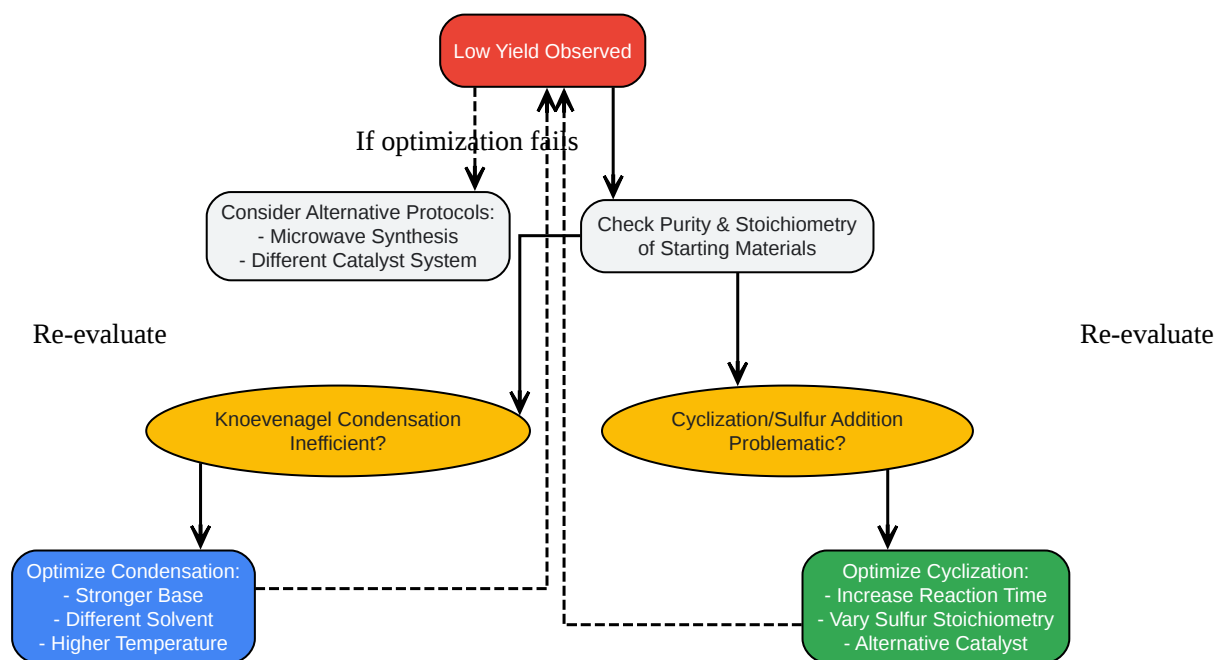 Low Yield Observed
If optimization fails
Consider Alternative Protocols:
- Microwave Synthesis
- Different Catalyst System
Check Purity & Stoichiometry
of Starting Materials
Re-evaluate
Re-evaluate
Knoevenagel Condensation
Inefficient?
Cyclization/Sulfur Addition
Problematic?
Optimize Condensation:
- Stronger Base
- Different Solvent
- Higher Temperature
Optimize Cyclization:
- Increase Reaction Time
- Vary Sulfur Stoichiometry
- Alternative Catalyst